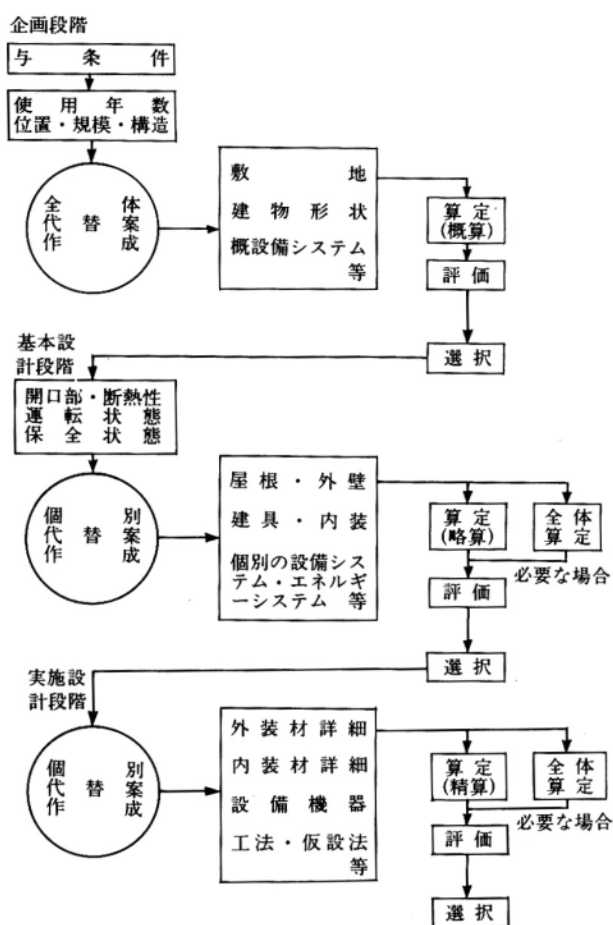 企画段階
与条件
使用年数
位置・規模・構造
全体
代替案
作成
敷地
建物形状
概設備システム
等
算定
(概算)
評価
選択
基本設
計段階
開口部・断熱性
運転状態
保全状態
個別
代替案
作成
屋根・外壁
建具・内装
個別の設備シス
テム・エネルギ
ーシステム等
算定
(略算)
全体
算定
必要な場合
評価
選択
実施設
計段階
個別
代替案
作成
外装材詳細
内装材詳細
設備機器
工法・仮設法
等
算定
(精算)
全体
算定
必要な場合
評価
選択